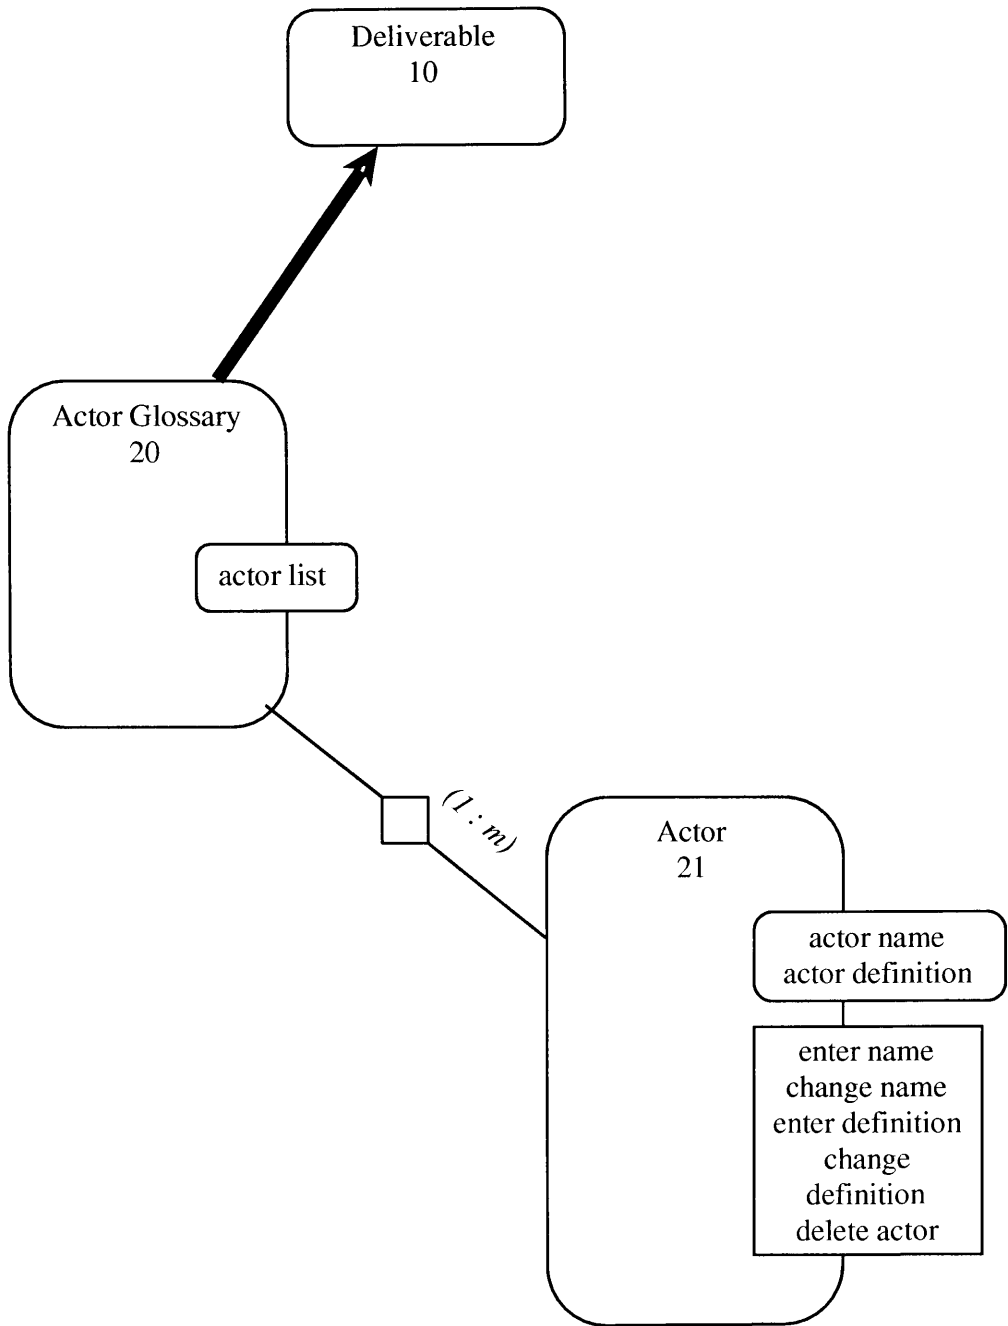 Deliverable
10
Actor Glossary
20
actor list
(1 : m)
Actor
21
actor name
actor definition
enter name
change name
enter definition
change
definition
delete actor